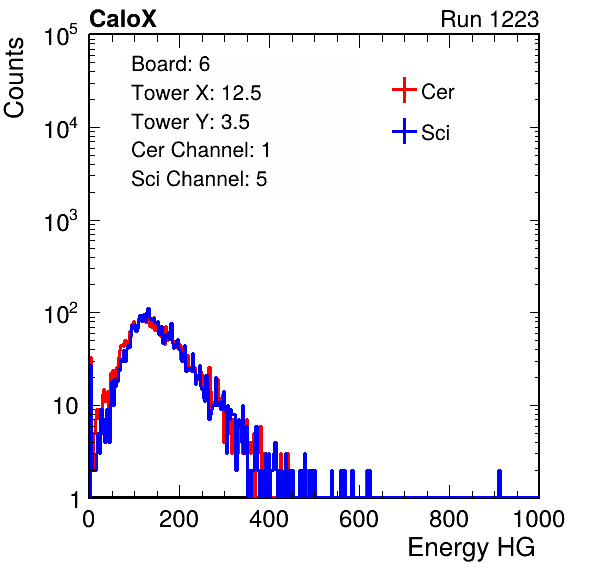 CaloX Run 1223
Counts
10^5
10^4
10^3
10^2
10
1
Board: 6
Tower X: 12.5
Tower Y: 3.5
Cer Channel: 1
Sci Channel: 5
Cer
Sci
0 200 400 600 800 1000
Energy HG